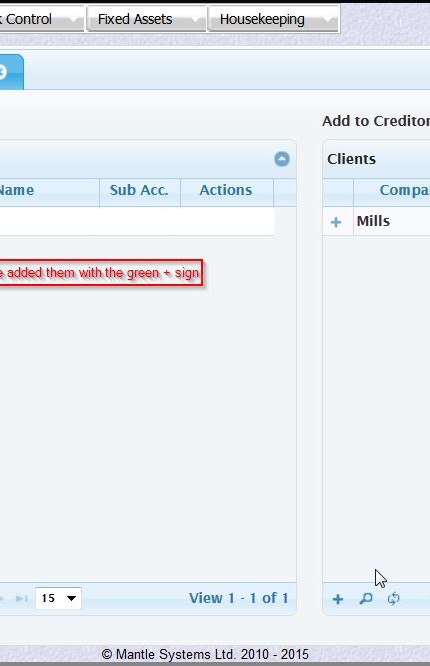 Control
Fixed Assets
Housekeeping
Add to Creditor
Clients
Name
Sub Acc.
Actions
Compa
+ Mills
added them with the green + sign
15
View 1 - 1 of 1
© Mantle Systems Ltd. 2010 - 2015